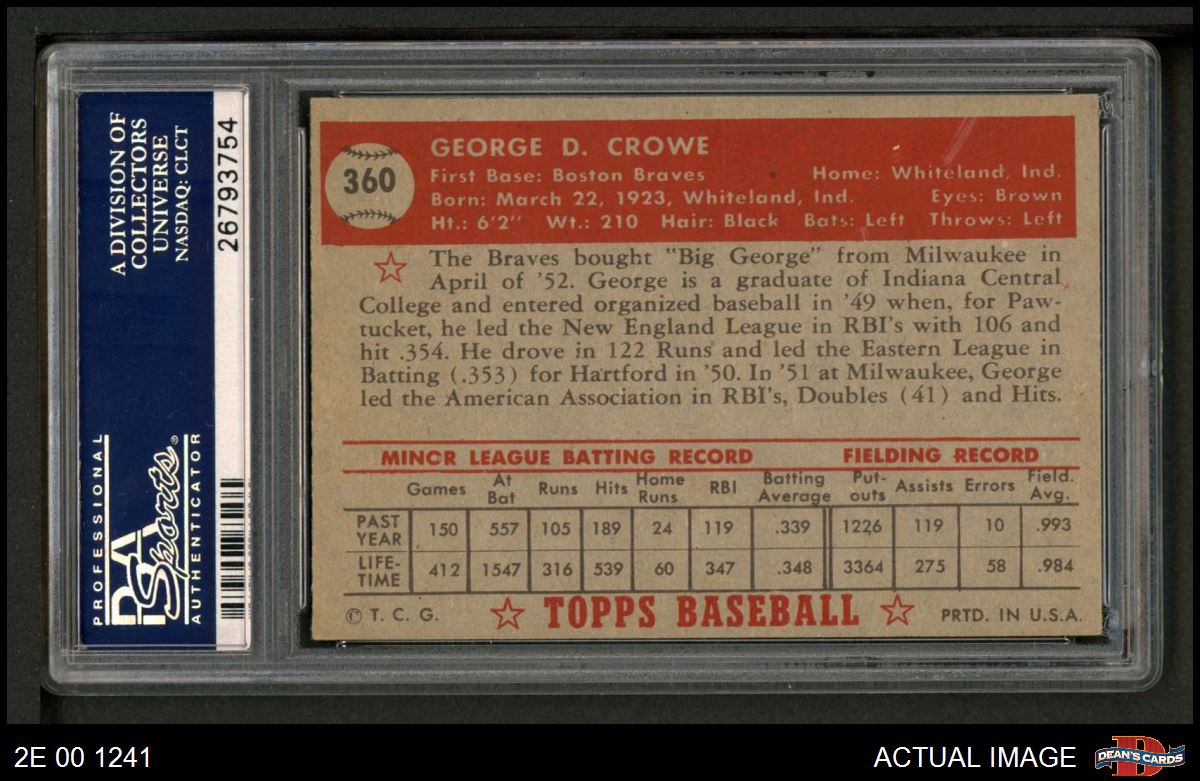 A DIVISION OF
COLLECTORS
UNIVERSE
NASDAQ: CLCT
26793754
PROFESSIONAL
PSA
Sports®
AUTHENTICATOR
360
GEORGE D. CROWE
First Base: Boston Braves Home: Whiteland, Ind.
Born: March 22, 1923, Whiteland, Ind. Eyes: Brown
Ht.: 6'2" Wt.: 210 Hair: Black Bats: Left Throws: Left
☆ The Braves bought "Big George" from Milwaukee in
April of '52. George is a graduate of Indiana Central
College and entered organized baseball in '49 when, for Paw-
tucket, he led the New England League in RBI's with 106 and
hit .354. He drove in 122 Runs and led the Eastern League in
Batting (.353) for Hartford in '50. In '51 at Milwaukee, George
led the American Association in RBI's, Doubles (41) and Hits.
MINOR LEAGUE BATTING RECORD FIELDING RECORD
Games At Bat Runs Hits Home Runs RBI Batting Average Put-outs Assists Errors Field. Avg.
PAST YEAR 150 557 105 189 24 119 .339 1226 119 10 .993
LIFE-TIME 412 1547 316 539 60 347 .348 3364 275 58 .984
© T. C. G. ☆ TOPPS BASEBALL ☆ PRTD. IN U.S.A.
2E 00 1241
ACTUAL IMAGE
D
DEAN'S CARDS